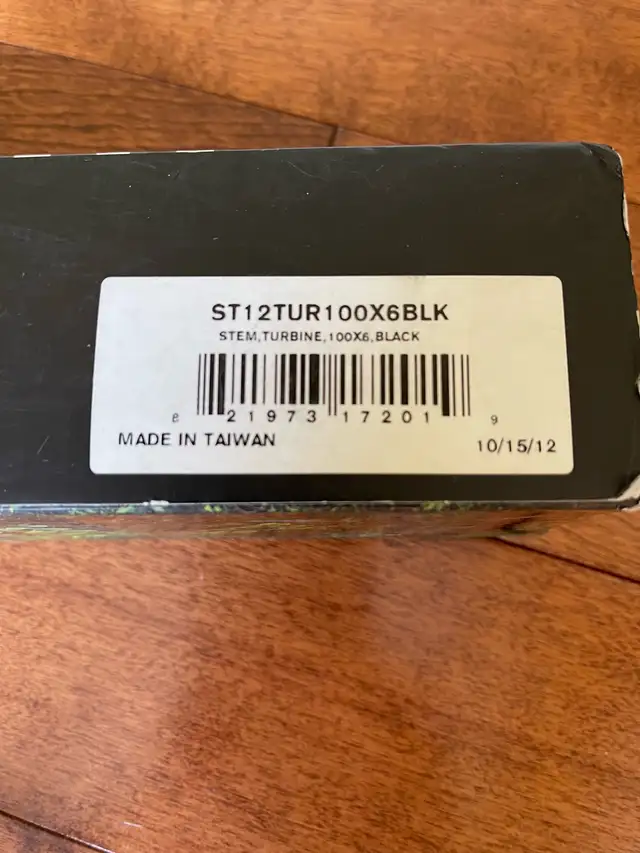 ST12TUR100X6BLK
STEM,TURBINE,100X6,BLACK
8 21973 17201 9
MADE IN TAIWAN
10/15/12